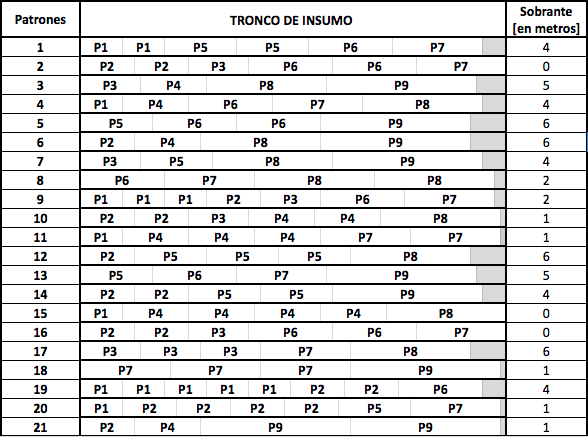 Patrones TRONCO DE INSUMO Sobrante [en metros]
1 P1 P1 P5 P5 P6 P7 4
2 P2 P2 P3 P6 P6 P7 0
3 P3 P4 P8 P9 5
4 P1 P4 P6 P7 P8 4
5 P5 P6 P6 P9 6
6 P2 P4 P8 P9 6
7 P3 P5 P8 P9 4
8 P6 P7 P8 P8 2
9 P1 P1 P1 P2 P3 P6 P7 2
10 P2 P2 P3 P4 P4 P8 1
11 P1 P4 P4 P4 P7 P7 1
12 P2 P5 P5 P5 P8 6
13 P5 P6 P7 P9 5
14 P2 P2 P5 P5 P9 4
15 P1 P4 P4 P4 P4 P8 0
16 P2 P2 P3 P6 P6 P7 0
17 P3 P3 P3 P7 P8 6
18 P7 P7 P7 P9 1
19 P1 P1 P1 P1 P1 P2 P2 P6 4
20 P1 P2 P2 P2 P2 P5 P7 1
21 P2 P4 P9 P9 1